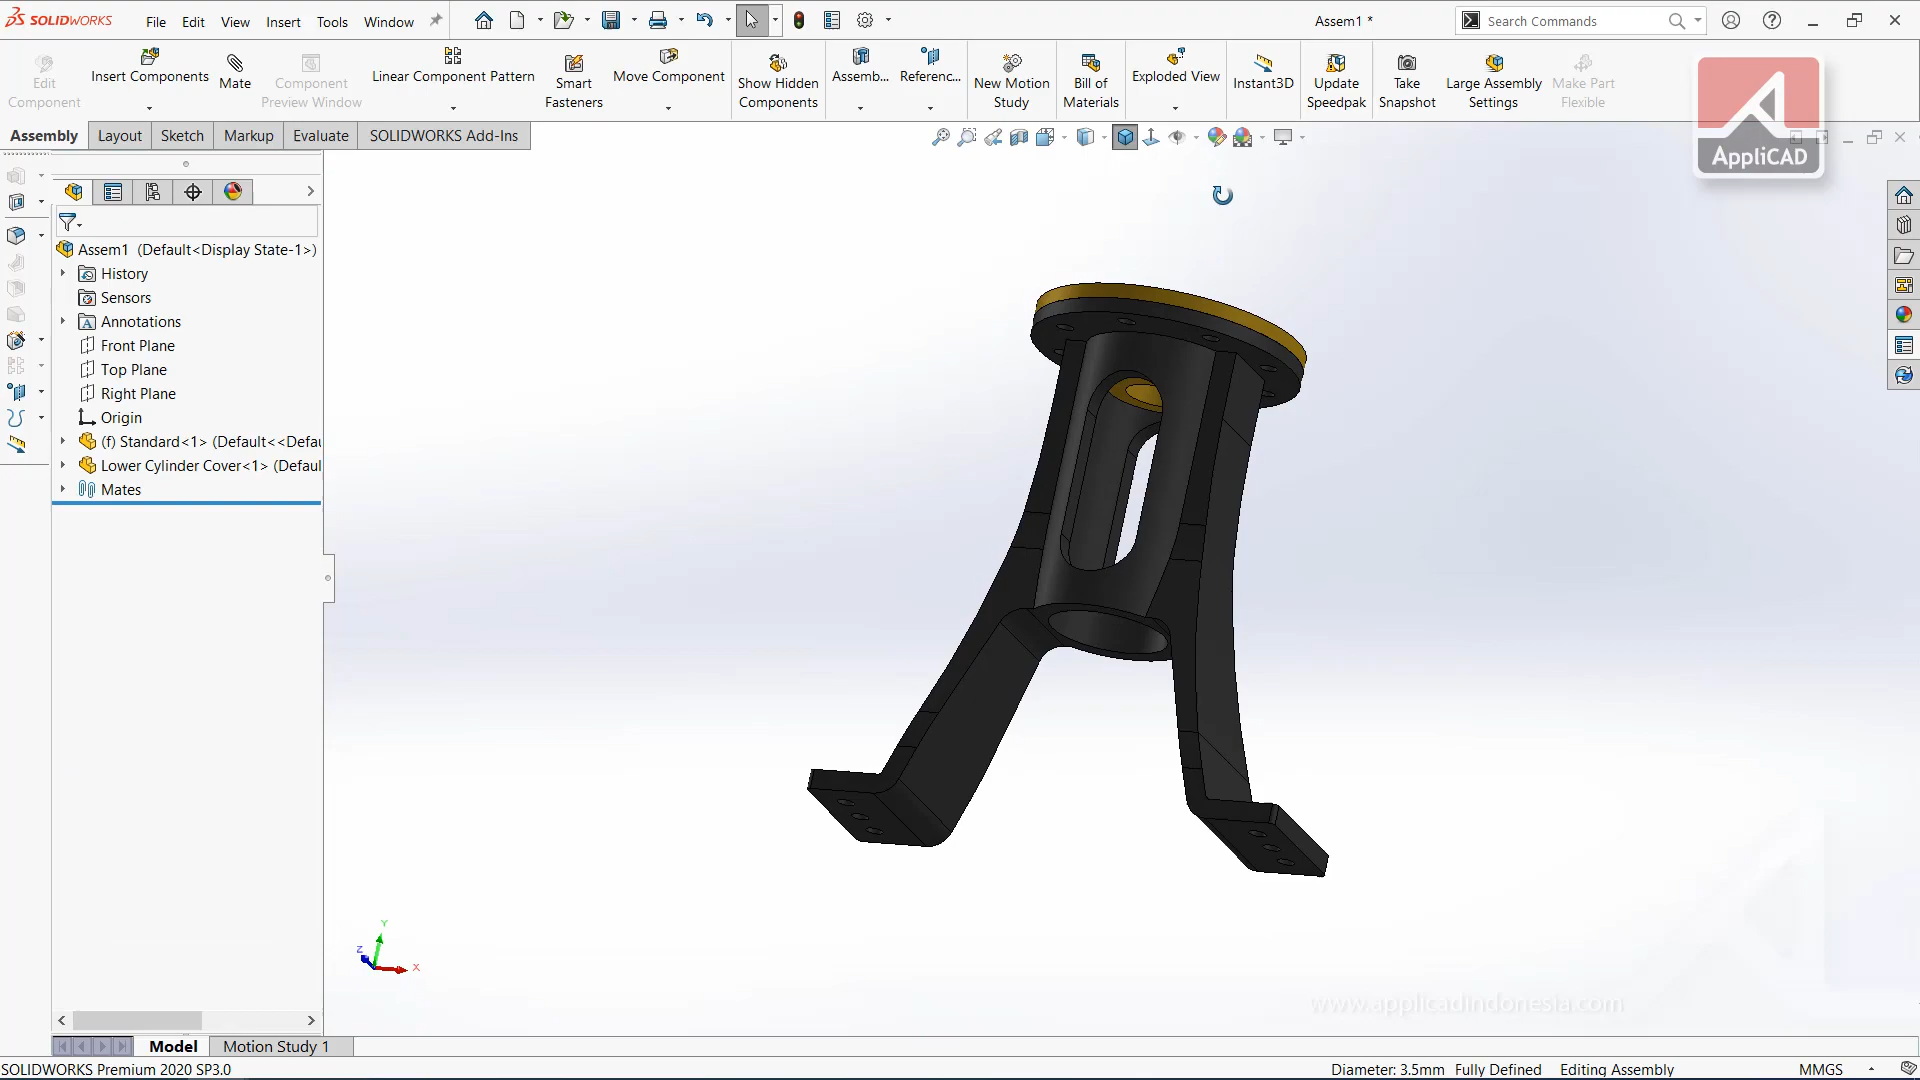 SOLIDWORKS File Edit View Insert Tools Window Assem1 * Search Commands
Edit Component
Insert Components
Mate
Component Preview Window
Linear Component Pattern
Smart Fasteners
Move Component
Show Hidden Components
Assemb...
Referenc...
New Motion Study
Bill of Materials
Exploded View
Instant3D
Update Speedpak
Take Snapshot
Large Assembly Settings
Make Part Flexible
AppliCAD
Assembly Layout Sketch Markup Evaluate SOLIDWORKS Add-Ins
Assem1 (Default<Display State-1>)
History
Sensors
Annotations
Front Plane
Top Plane
Right Plane
Origin
(f) Standard<1> (Default<<Defau
Lower Cylinder Cover<1> (Defaul
Mates
Y
Z
X
www.applicadindonesia.com
Model Motion Study 1
SOLIDWORKS Premium 2020 SP3.0 Diameter: 3.5mm Fully Defined Editing Assembly MMGS